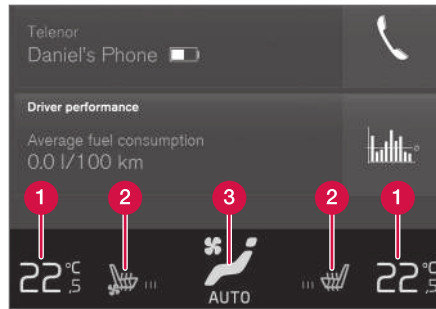 Telenor
Daniel's Phone
Driver performance
Average fuel consumption
0.0 l/100 km
1 2 3 2 1
22°C,5 22°C,5
AUTO